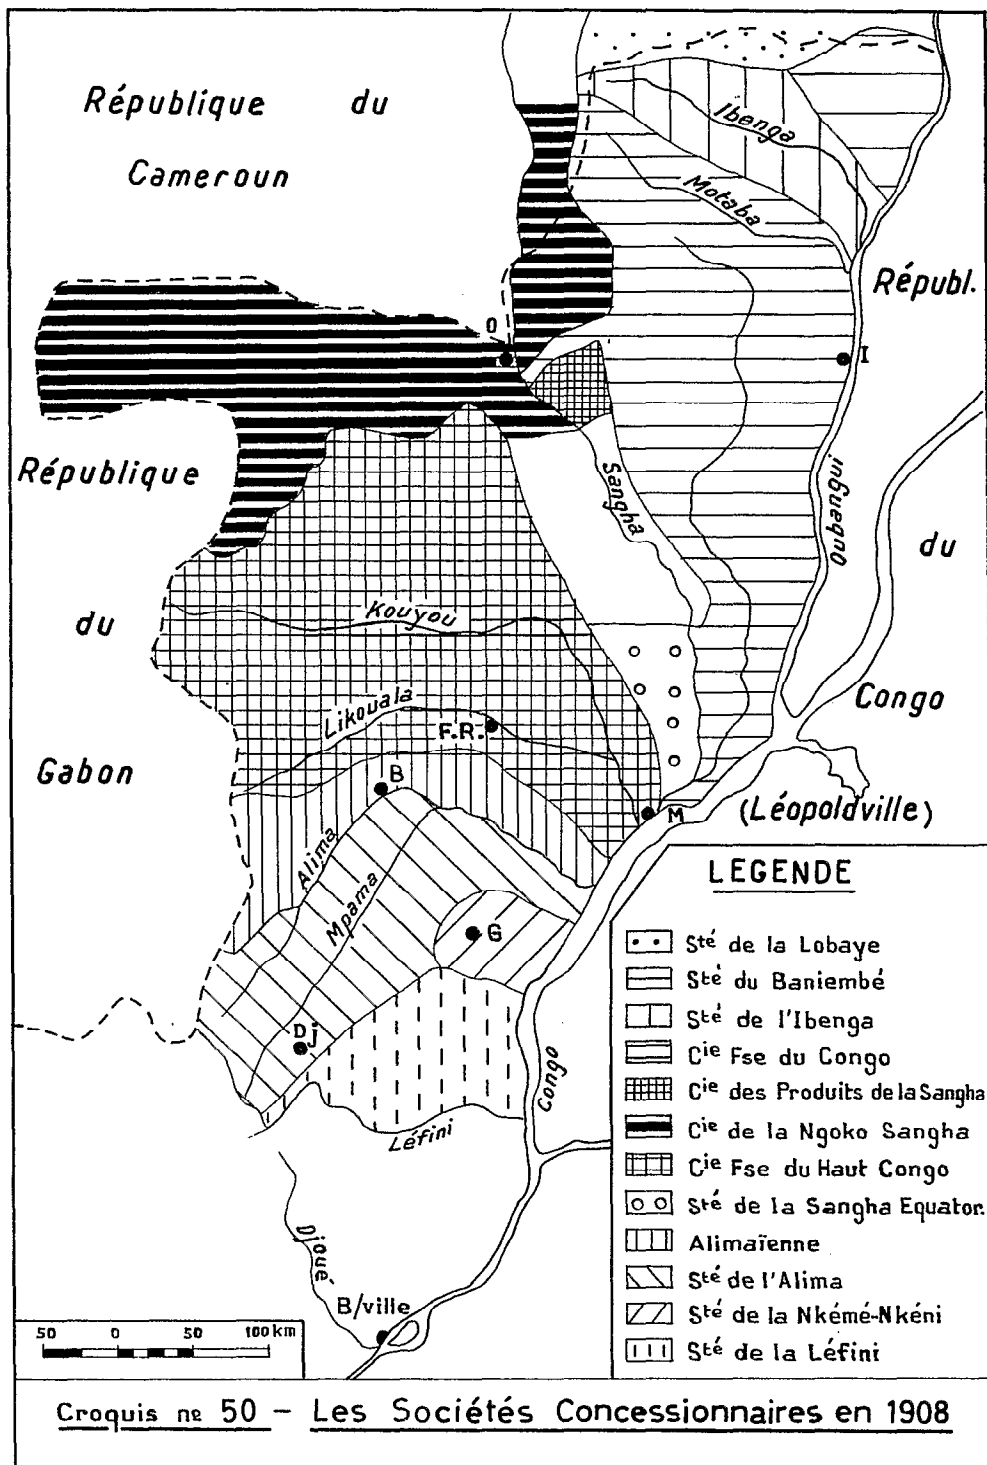 République du
Cameroun
Ibenga
Motaba
Républ.
O
I
République
Sangha
Oubangui
du
du
Kouyou
Likouala
F.R.
Congo
Gabon
B
M
(Léopoldville)
Alima
Mpama
G
Dj
Congo
Léfini
Djoué
B/ville
LEGENDE
Sté de la Lobaye
Sté du Baniembé
Sté de l'Ibenga
Cie Fse du Congo
Cie des Produits de la Sangha
Cie de la Ngoko Sangha
Cie Fse du Haut Congo
Sté de la Sangha Equator.
Alimaïenne
Sté de l'Alima
Sté de la Nkémé-Nkéni
Sté de la Léfini
50 0 50 100 km
Croquis nº 50 – Les Sociétés Concessionnaires en 1908